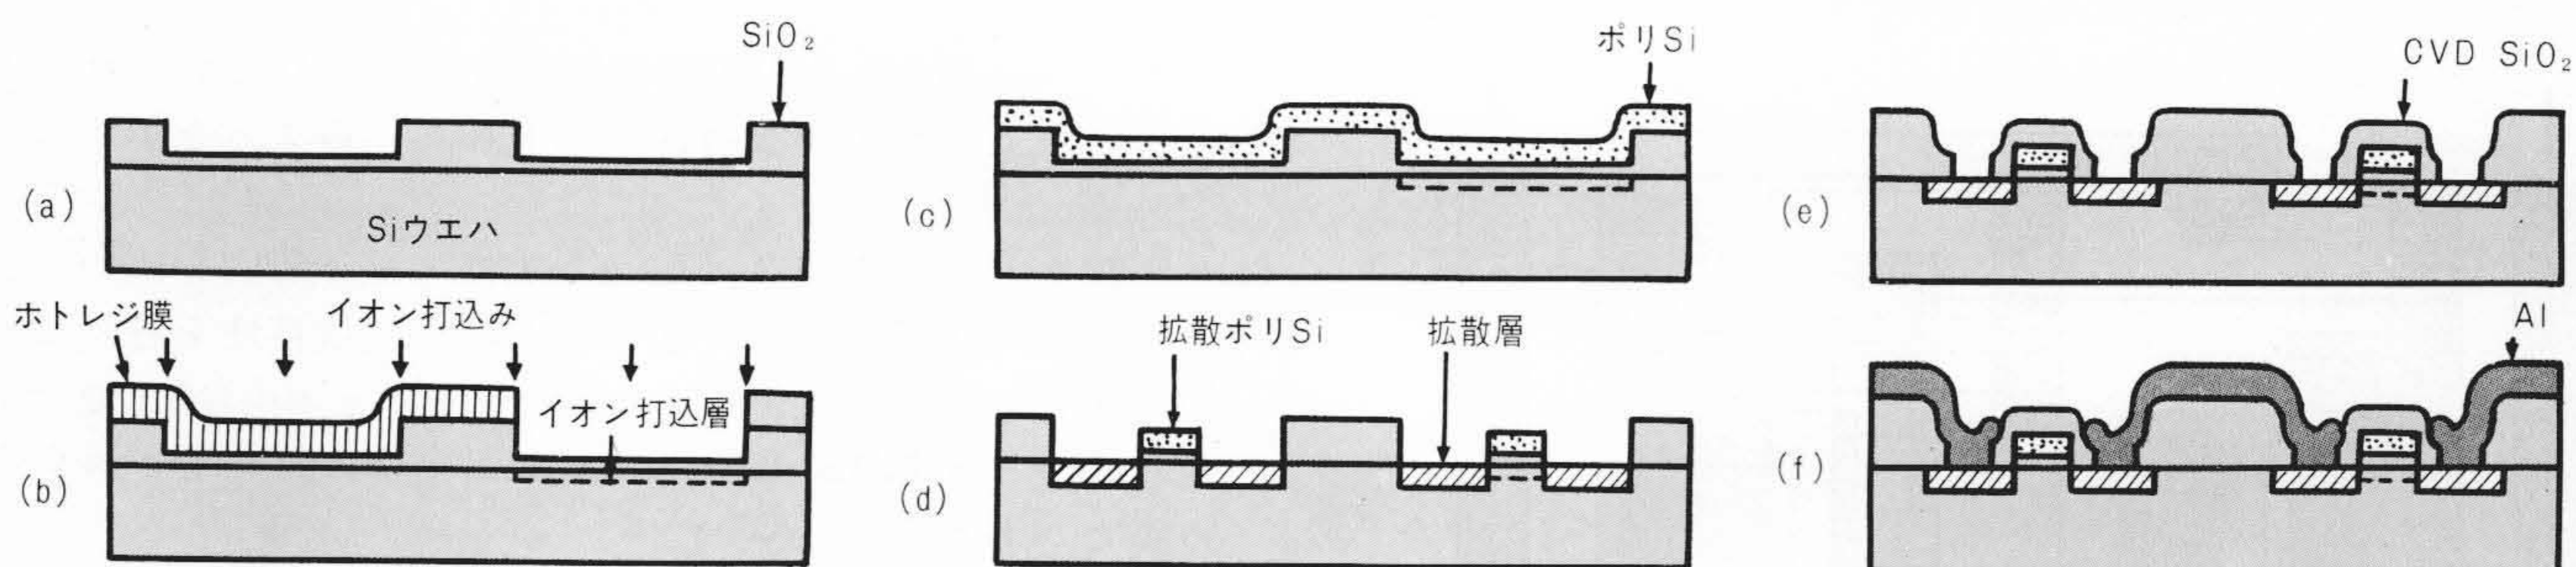 SiO₂
(a)
Siウエハ
ホトレジ膜
イオン打込み
イオン打込層
(b)
ポリSi
(c)
拡散ポリSi
拡散層
(d)
CVD SiO₂
(e)
Al
(f)